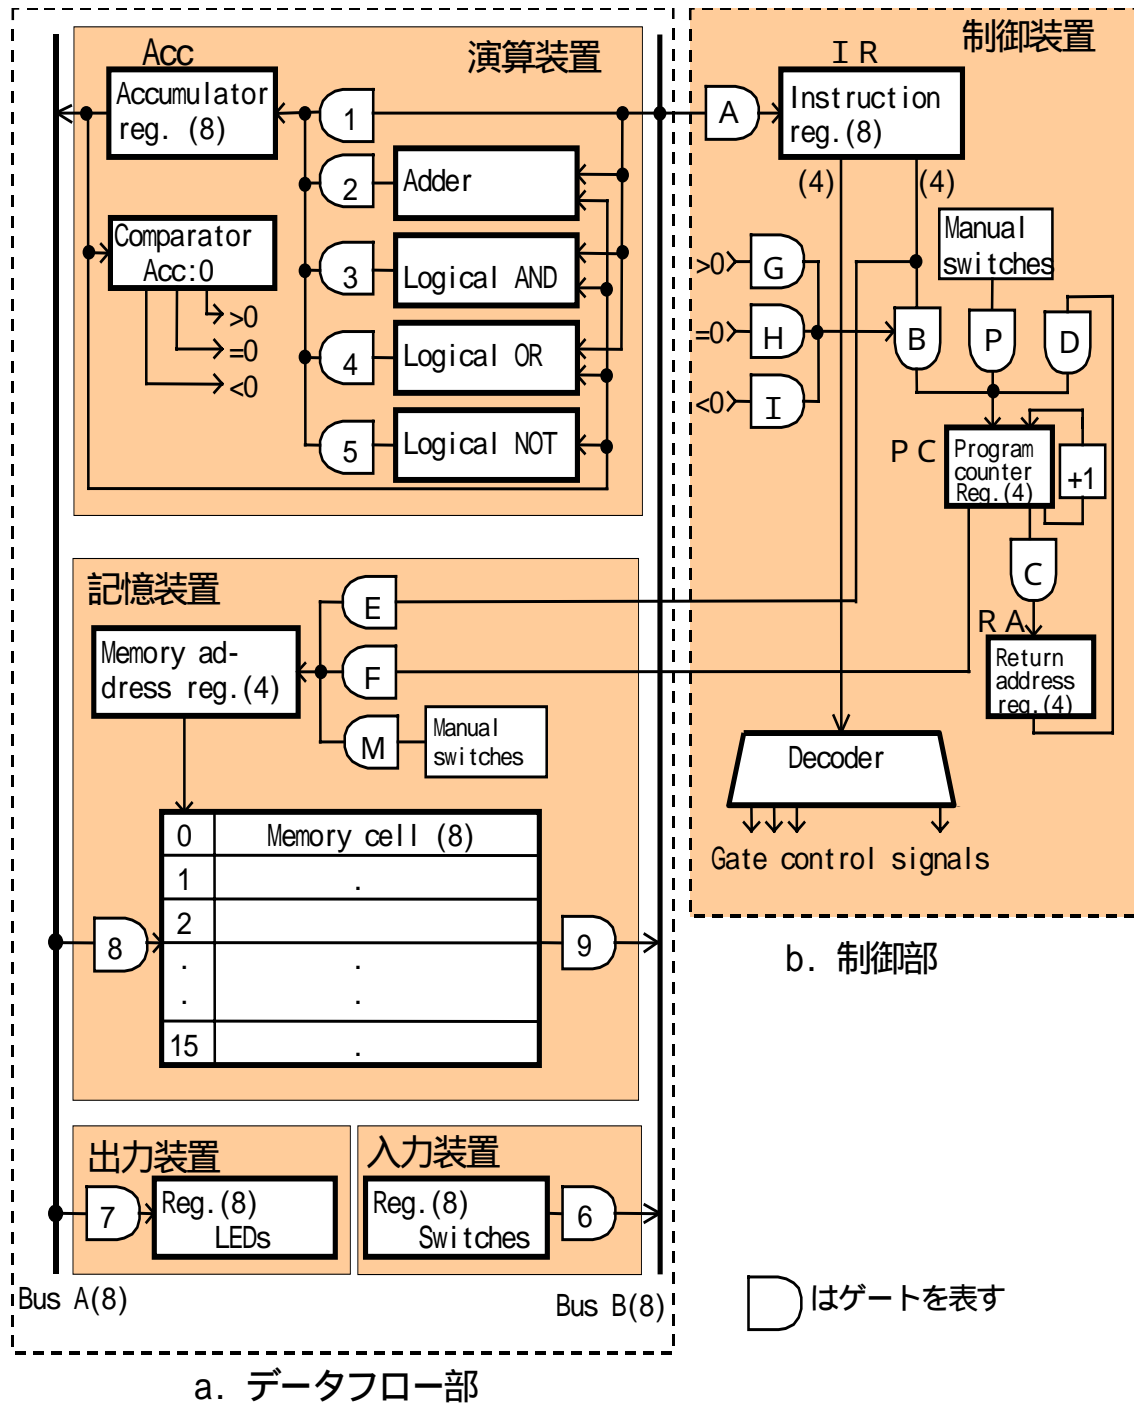 演算装置
Acc
Accumulator
reg. (8)
1
2
Adder
Comparator
Acc:0
>0
=0
<0
3
Logical AND
4
Logical OR
5
Logical NOT
制御装置
IR
A
Instruction
reg.(8)
(4)
(4)
Manual
switches
>0
G
=0
H
<0
I
B
P
D
PC
Program
counter
Reg.(4)
+1
C
RA
Return
address
reg.(4)
Decoder
Gate control signals
b. 制御部
記憶装置
E
Memory ad-
dress reg.(4)
F
M
Manual
switches
0
Memory cell (8)
1
.
2
.
.
.
.
15
.
8
9
出力装置
7
Reg.(8)
LEDs
入力装置
Reg.(8)
Switches
6
Bus A(8)
Bus B(8)
はゲートを表す
a. データフロー部